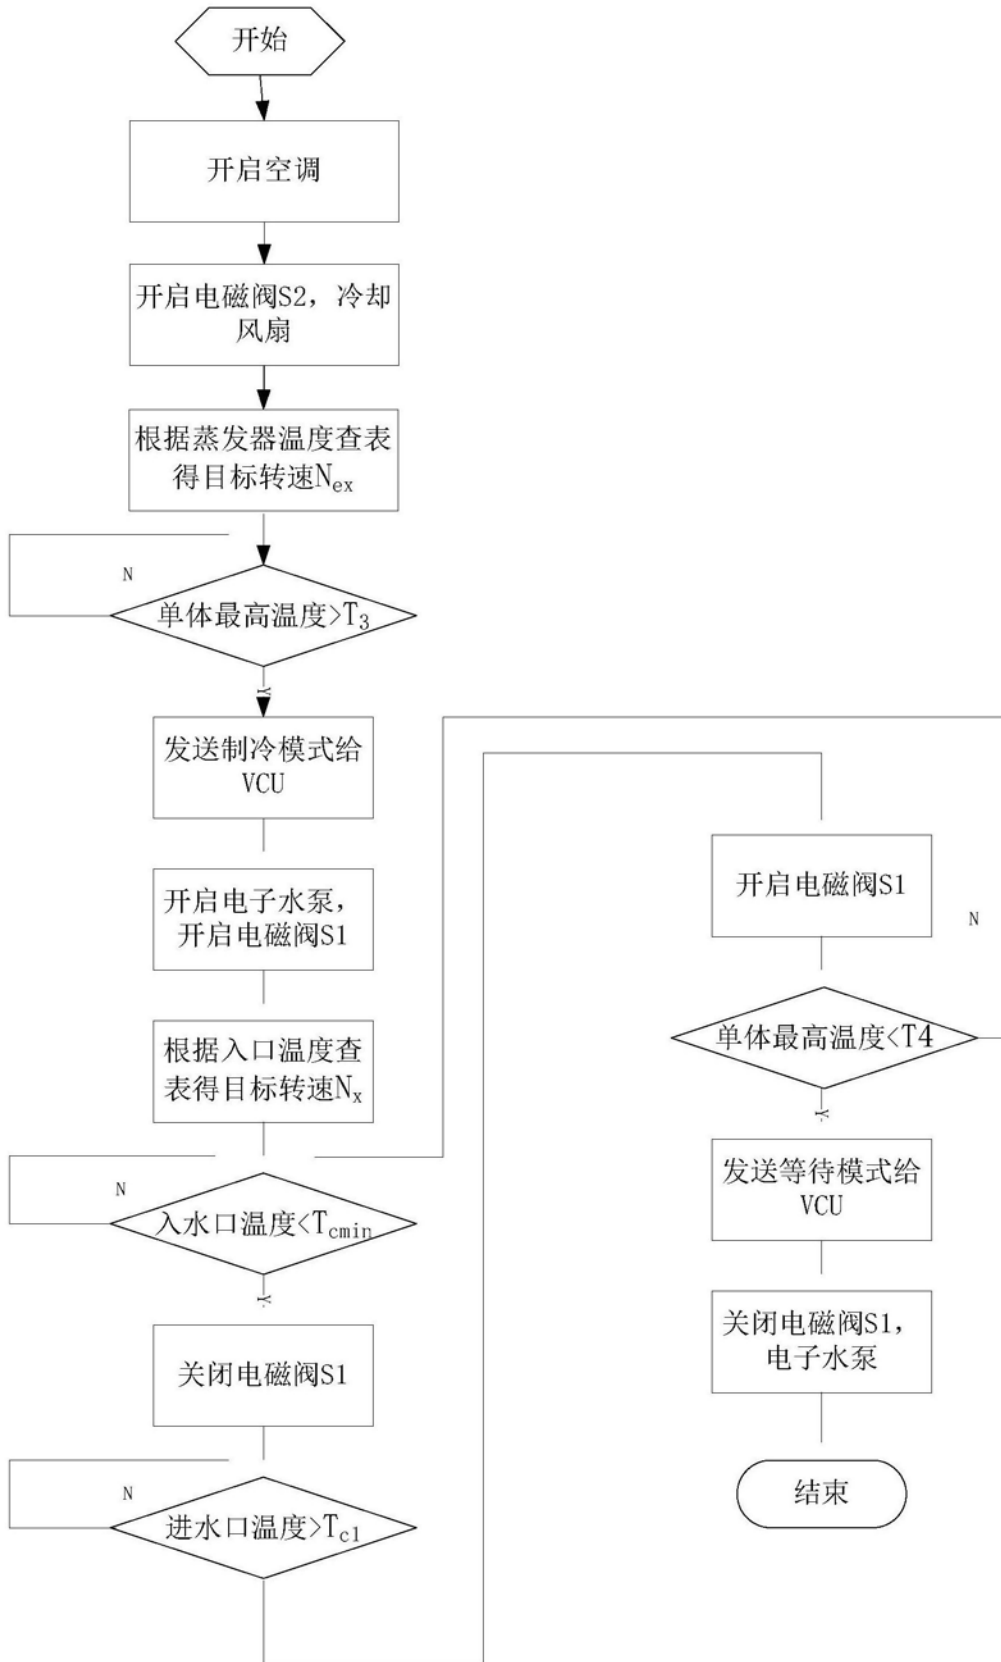 开始
开启空调
开启电磁阀S2，冷却
风扇
根据蒸发器温度查表
得目标转速Nex
N
单体最高温度>T3
Y
发送制冷模式给
VCU
开启电子水泵，
开启电磁阀S1
根据入口温度查
表得目标转速Nx
N
入水口温度<Tcmin
Y
关闭电磁阀S1
N
进水口温度>Tc1
开启电磁阀S1
N
单体最高温度<T4
Y
发送等待模式给
VCU
关闭电磁阀S1，
电子水泵
结束